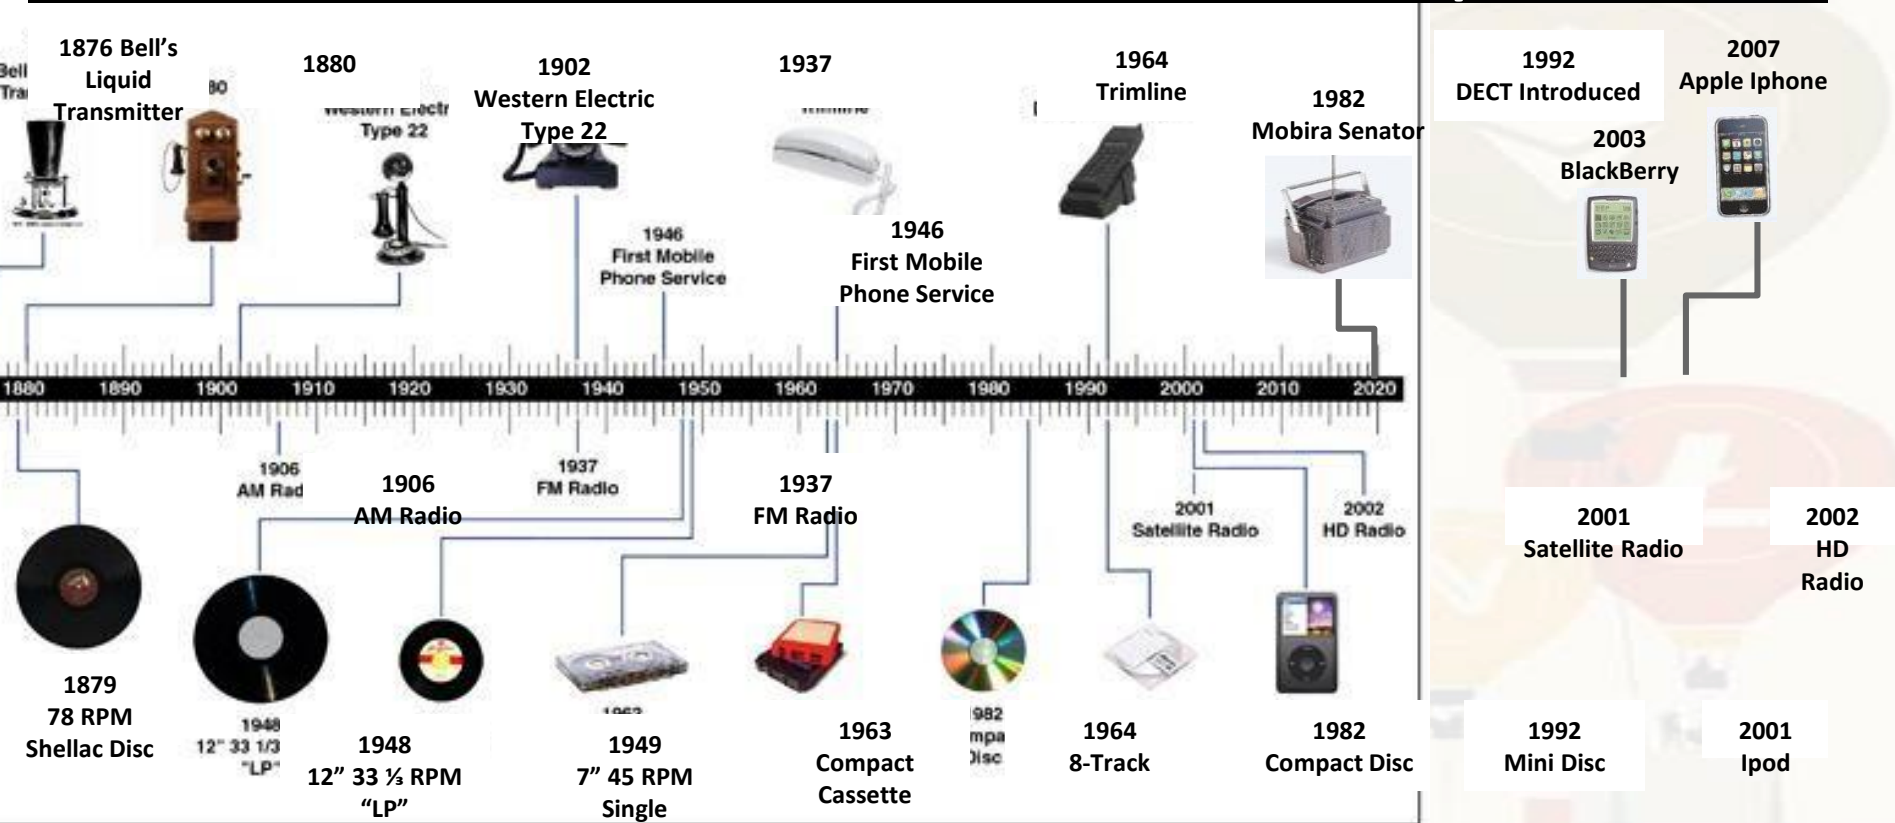 1876 Bell’s
Liquid
Transmitter
Bell
80
1880
Type 22
1902
Western Electric
Type 22
1937
1964
Trimline
1982
Mobira Senator
1992
DECT Introduced
2003
BlackBerry
2007
Apple Iphone
1946
First Mobile
Phone Service
1946
First Mobile
Phone Service
1880 1890 1900 1910 1920 1930 1940 1950 1960 1970 1980 1990 2000 2010 2020
1906
AM Rad
1906
AM Radio
1937
FM Radio
1937
FM Radio
2001
Satellite Radio
2002
HD Radio
2001
Satellite Radio
2002
HD
Radio
1879
78 RPM
Shellac Disc
1948
12" 33 1/3
"LP"
1948
12” 33 ⅓ RPM
“LP”
1949
7” 45 RPM
Single
1963
Compact
Cassette
982
mpa
Disc
1964
8-Track
1982
Compact Disc
1992
Mini Disc
2001
Ipod